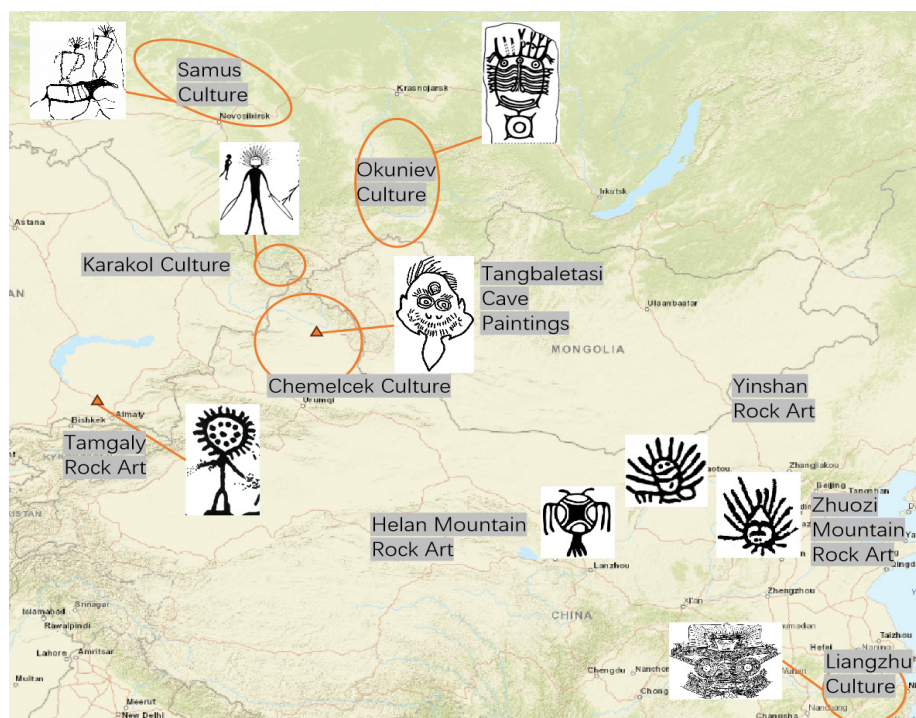 Samus
Culture
Krasnojarsk
Novosibirsk
Okuniev
Culture
Irkutsk
Astana
Karakol Culture
Tangbaletasi
Cave
Paintings
Ulaanbaatar
MONGOLIA
Chemelcek Culture
Urumqi
Yinshan
Rock Art
Bishkek
Almaty
Tamgaly
Rock Art
Zhangjiakou
Beijing
Tangshan
Zhuozi
Mountain
Rock Art
Helan Mountain
Rock Art
Lanzhou
Zhengzhou
Xi'an
CHINA
Islamabad
Srinagar
Rawalpindi
Lahore
Amritsar
Multan
Taizhou
Hefei
Liangzhu
Culture
Chengdu
Meerut
New Delhi
Changsha
Nanchang